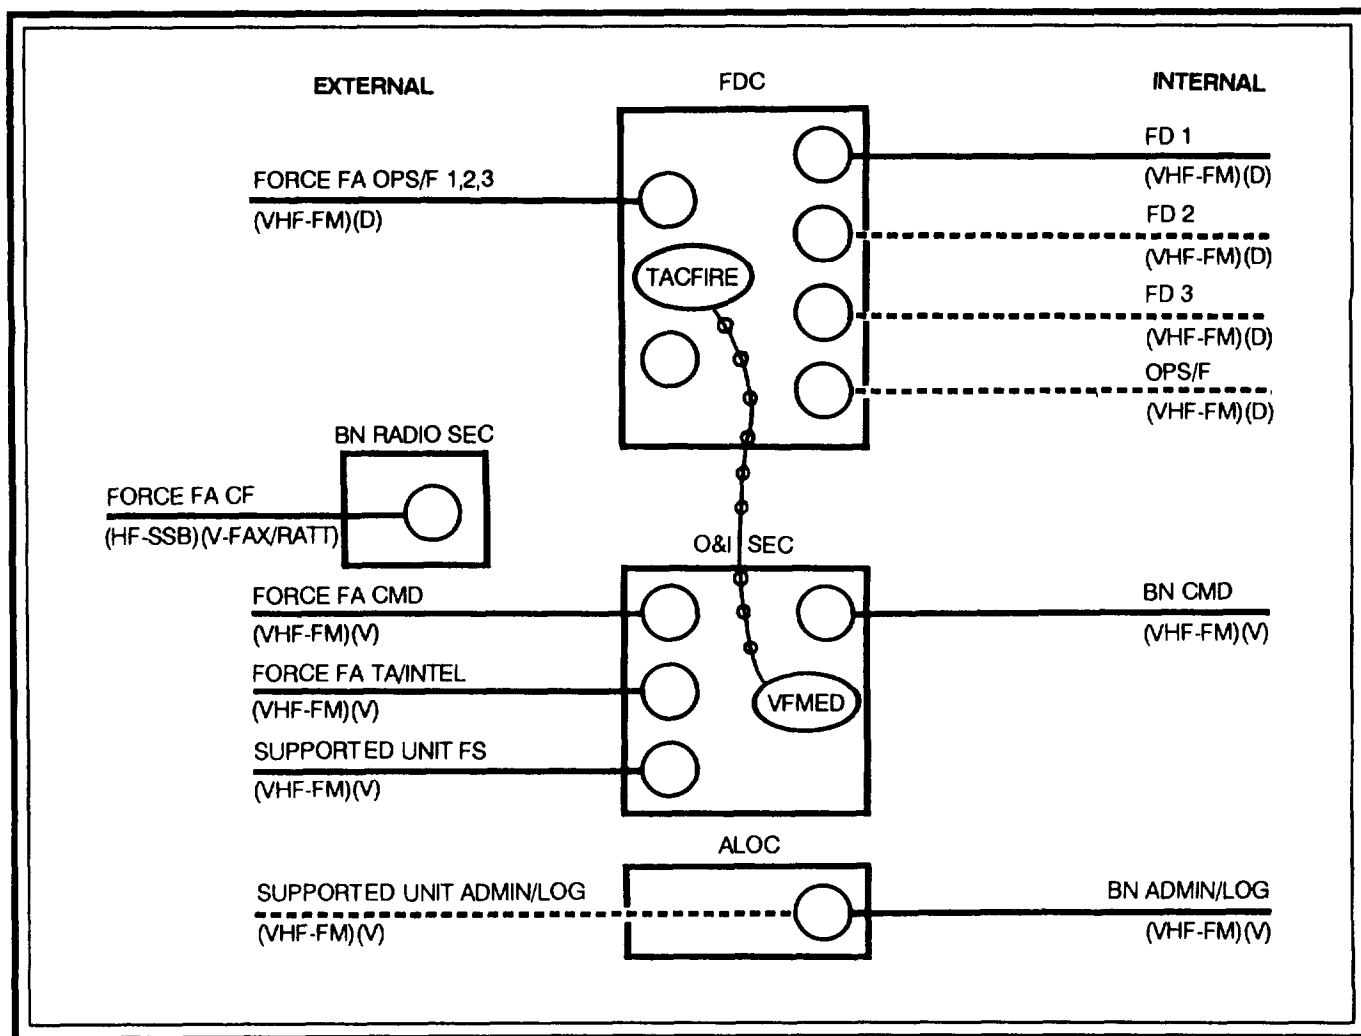 EXTERNAL
FDC
INTERNAL
FD 1
(VHF-FM)(D)
FORCE FA OPS/F 1,2,3
(VHF-FM)(D)
FD 2
(VHF-FM)(D)
TACFIRE
FD 3
(VHF-FM)(D)
OPS/F
(VHF-FM)(D)
BN RADIO SEC
FORCE FA CF
(HF-SSB)(V-FAX/RATT)
O&I SEC
FORCE FA CMD
(VHF-FM)(V)
BN CMD
(VHF-FM)(V)
FORCE FA TA/INTEL
(VHF-FM)(V)
VFMED
SUPPORTED UNIT FS
(VHF-FM)(V)
ALOC
SUPPORTED UNIT ADMIN/LOG
(VHF-FM)(V)
BN ADMIN/LOG
(VHF-FM)(V)